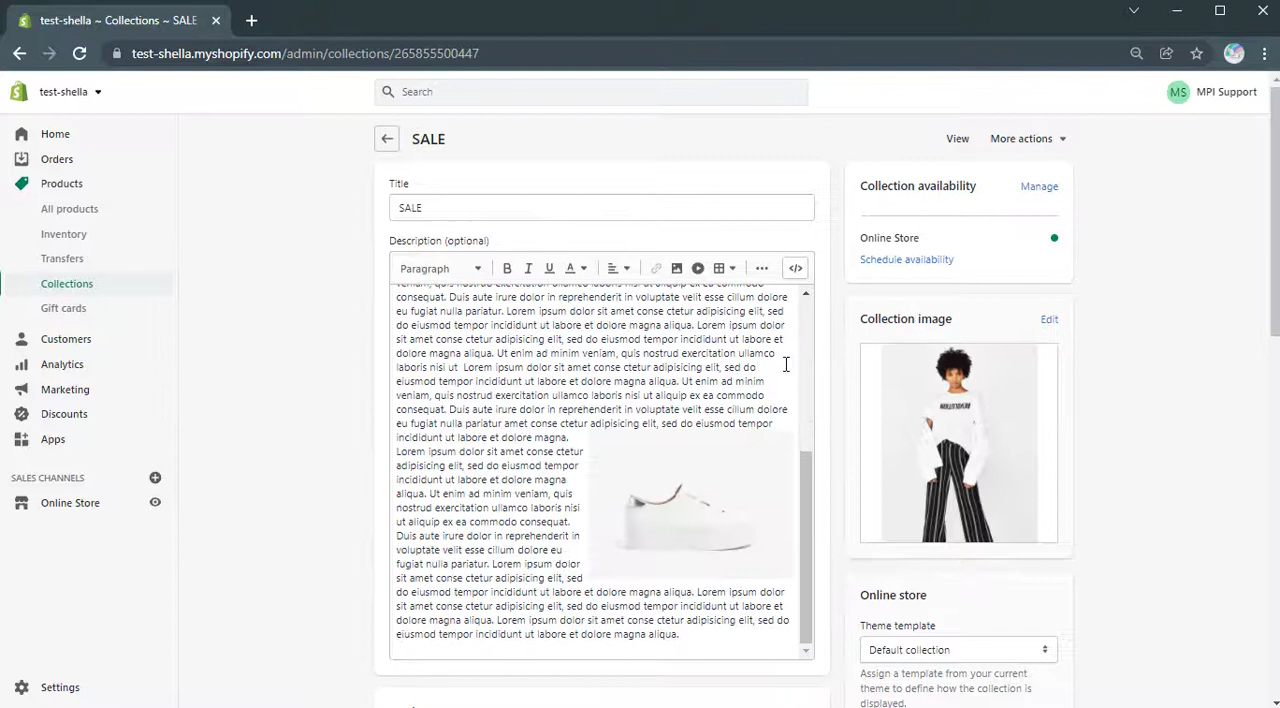 test-shella ~ Collections ~ SALE
test-shella.myshopify.com/admin/collections/265855500447
test-shella
Search
MS MPI Support
Home
Orders
Products
All products
Inventory
Transfers
Collections
Gift cards
Customers
Analytics
Marketing
Discounts
Apps
SALES CHANNELS
Online Store
Settings
SALE
View
More actions
Title
SALE
Description (optional)
Paragraph
B I U A
veniam, quis nostrud exercitation ullamco laboris nisi ut aliquip ex ea commodo
consequat. Duis aute irure dolor in reprehenderit in voluptate velit esse cillum dolore
eu fugiat nulla pariatur. Lorem ipsum dolor sit amet conse ctetur adipisicing elit, sed
do eiusmod tempor incididunt ut labore et dolore magna aliqua. Lorem ipsum dolor
sit amet conse ctetur adipisicing elit, sed do eiusmod tempor incididunt ut labore et
dolore magna aliqua. Ut enim ad minim veniam, quis nostrud exercitation ullamco
laboris nisi ut Lorem ipsum dolor sit amet conse ctetur adipisicing elit, sed do
eiusmod tempor incididunt ut labore et dolore magna aliqua. Ut enim ad minim
veniam, quis nostrud exercitation ullamco laboris nisi ut aliquip ex ea commodo
consequat. Duis aute irure dolor in reprehenderit in voluptate velit esse cillum dolore
eu fugiat nulla pariatur amet conse ctetur adipisicing elit, sed do eiusmod tempor
incididunt ut labore et dolore magna.
Lorem ipsum dolor sit amet conse ctetur
adipisicing elit, sed do eiusmod tempor
incididunt ut labore et dolore magna
aliqua. Ut enim ad minim veniam, quis
nostrud exercitation ullamco laboris nisi
ut aliquip ex ea commodo consequat.
Duis aute irure dolor in reprehenderit in
voluptate velit esse cillum dolore eu
fugiat nulla pariatur. Lorem ipsum dolor
sit amet conse ctetur adipisicing elit, sed
do eiusmod tempor incididunt ut labore et dolore magna aliqua. Lorem ipsum dolor
sit amet conse ctetur adipisicing elit, sed do eiusmod tempor incididunt ut labore et
dolore magna aliqua. Lorem ipsum dolor sit amet conse ctetur adipisicing elit, sed do
eiusmod tempor incididunt ut labore et dolore magna aliqua.
Collection availability
Manage
Online Store
Schedule availability
Collection image
Edit
Online store
Theme template
Default collection
Assign a template from your current
theme to define how the collection is
displayed.